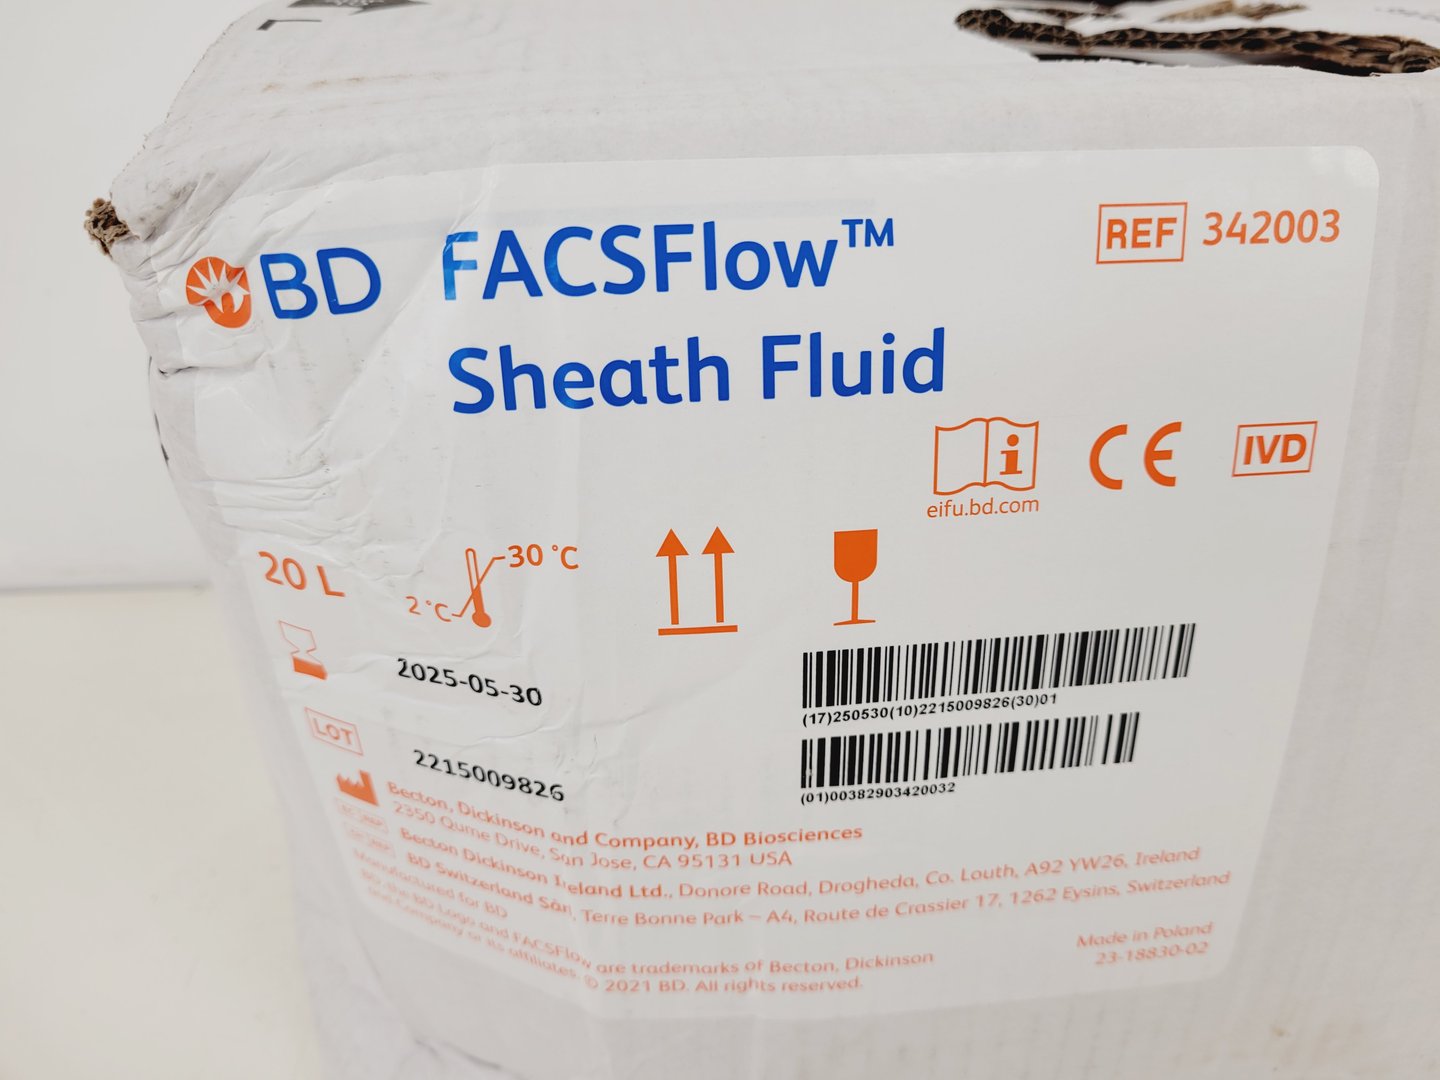 BD FACSFlow™
Sheath Fluid
REF 342003
eifu.bd.com
CE
IVD
20 L
30 °C
2 °C
2025-05-30
LOT
2215009826
(17)250530(10)2215009826(30)01
(01)00382903420032
Becton, Dickinson and Company, BD Biosciences
2350 Qume Drive, San Jose, CA 95131 USA
Becton Dickinson Ireland Ltd., Donore Road, Drogheda, Co. Louth, A92 YW26, Ireland
BD Switzerland Sàrl, Terre Bonne Park – A4, Route de Crassier 17, 1262 Eysins, Switzerland
Manufactured for BD
BD, the BD Logo and FACSFlow are trademarks of Becton, Dickinson
and Company or its affiliates. © 2021 BD. All rights reserved.
Made in Poland
23-18830-02